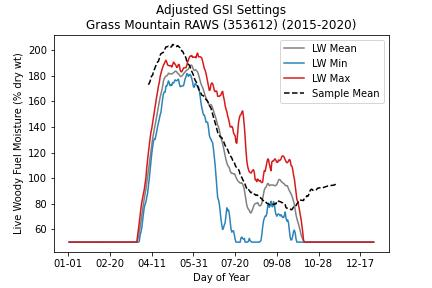 Adjusted GSI Settings
Grass Mountain RAWS (353612) (2015-2020)
Live Woody Fuel Moisture (% dry wt)
200
180
160
140
120
100
80
60
LW Mean
LW Min
LW Max
Sample Mean
01-01 02-20 04-11 05-31 07-20 09-08 10-28 12-17
Day of Year